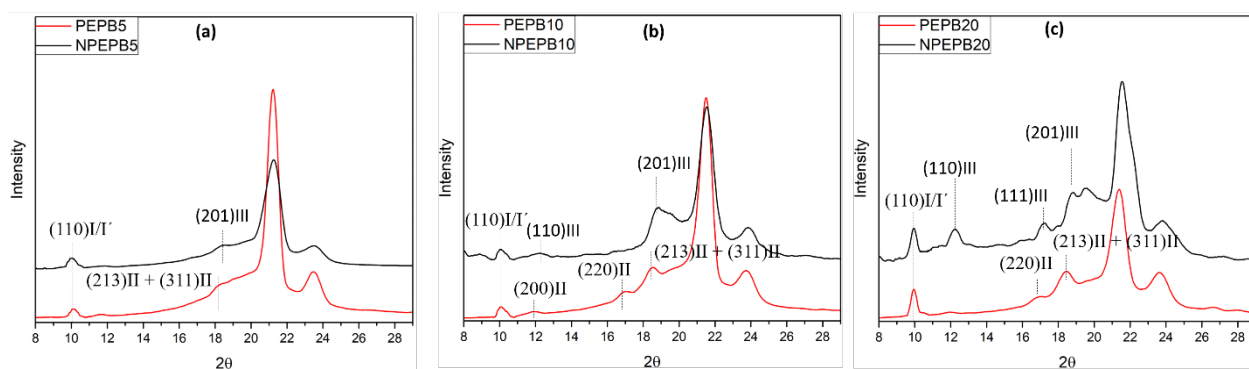 PEPB5
NPEPB5
(a)
Intensity
(110)I/I´
(201)III
(213)II + (311)II
8 10 12 14 16 18 20 22 24 26 28
2θ
PEPB10
NPEPB10
(b)
Intensity
(201)III
(110)I/I´
(110)III
(213)II + (311)II
(220)II
(200)II
8 10 12 14 16 18 20 22 24 26 28
2θ
PEPB20
NPEPB20
(c)
Intensity
(201)III
(110)III
(111)III
(110)I/I´
(213)II + (311)II
(220)II
8 10 12 14 16 18 20 22 24 26 28
2θ